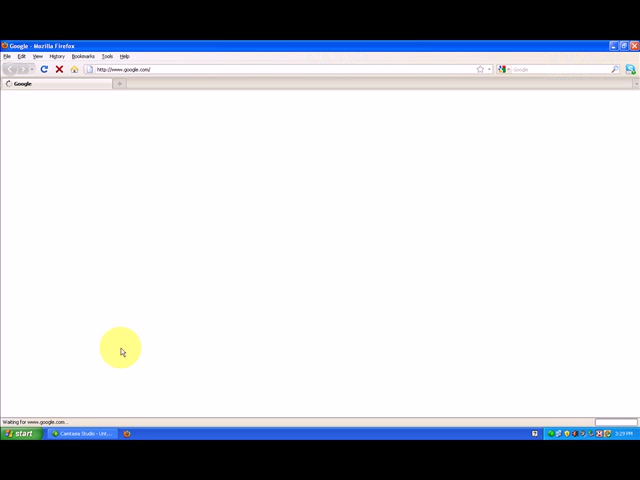 Google - Mozilla Firefox
File Edit View History Bookmarks Tools Help
http://www.google.com/ Google
Google
Waiting for www.google.com...
start Camtasia Studio - Unt... 3:29 PM